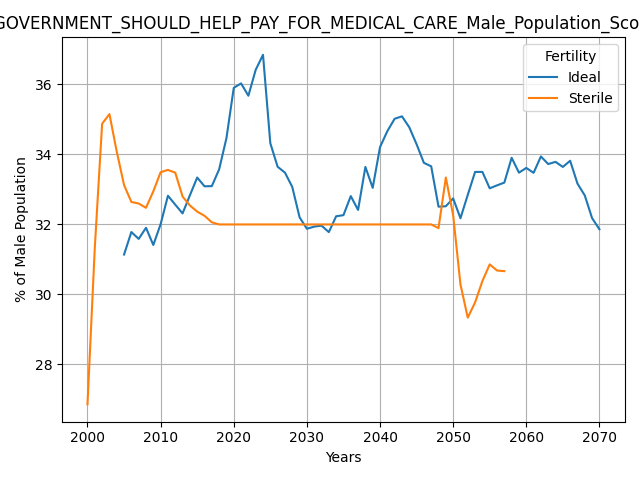 GOVERNMENT_SHOULD_HELP_PAY_FOR_MEDICAL_CARE_Male_Population_Sco
Fertility
Ideal
Sterile
% of Male Population
36
34
32
30
28
2000 2010 2020 2030 2040 2050 2060 2070
Years